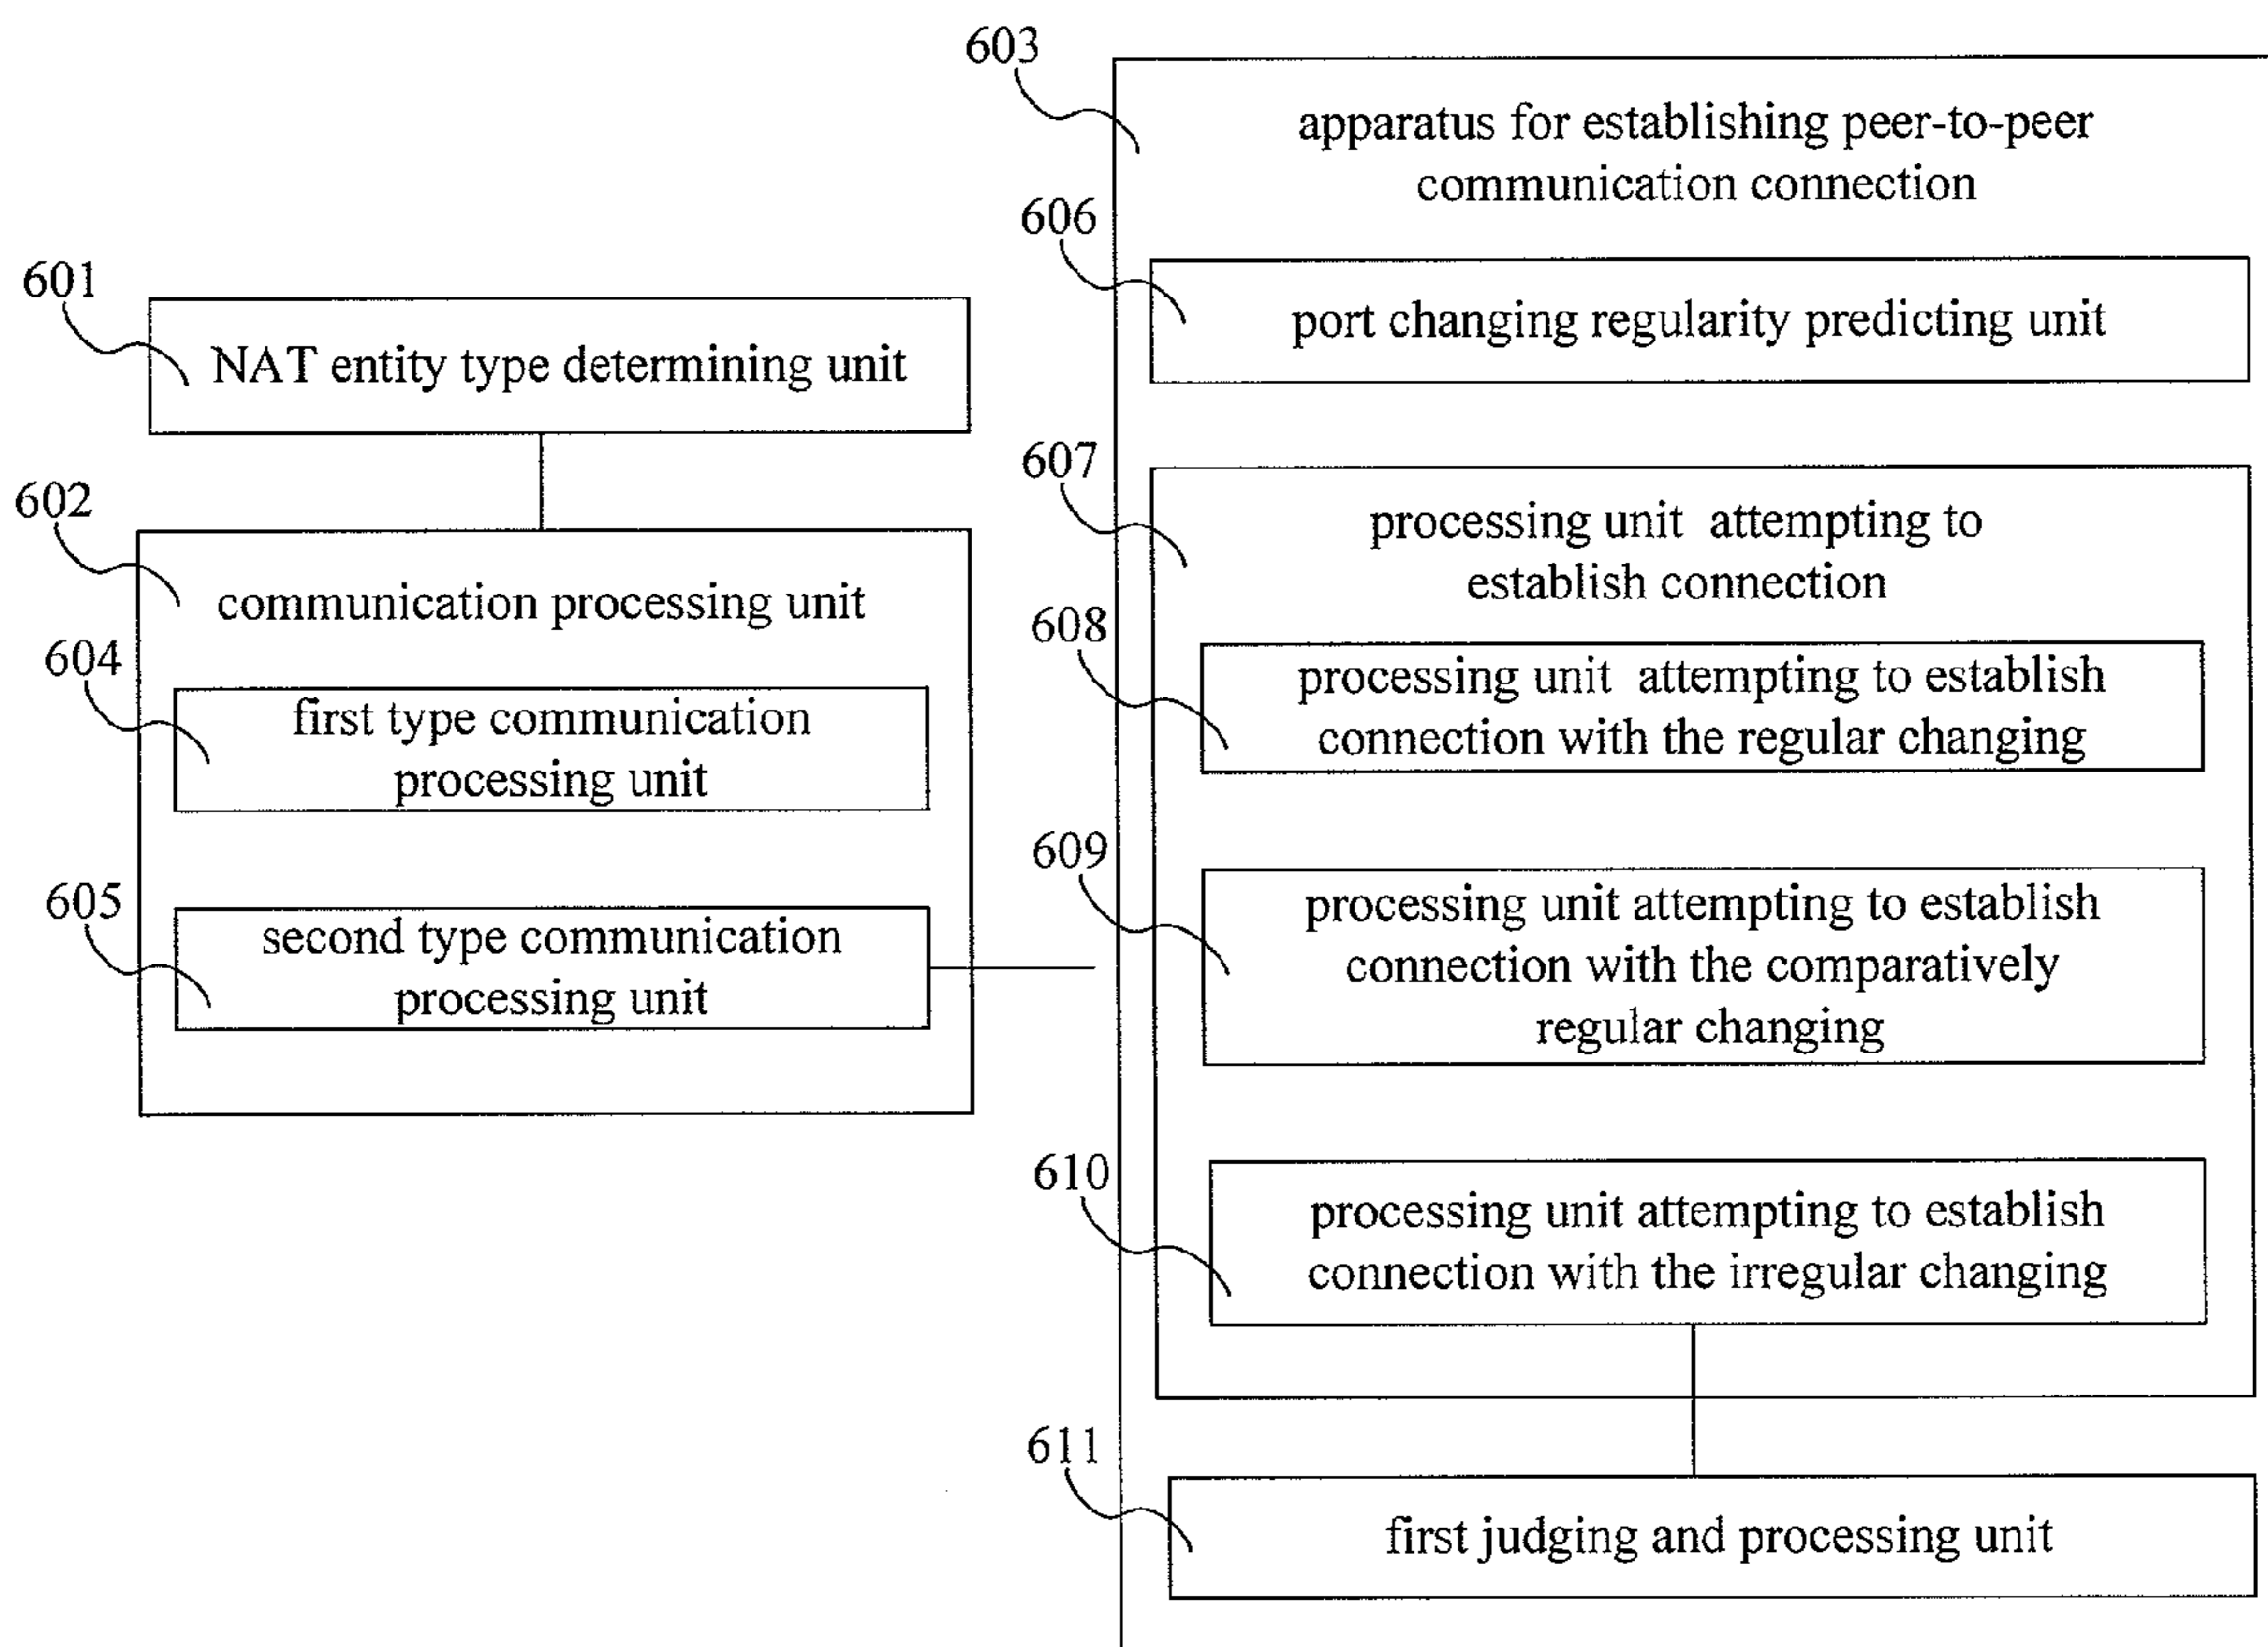 603
apparatus for establishing peer-to-peer
communication connection
606
port changing regularity predicting unit
601
NAT entity type determining unit
602
communication processing unit
604
first type communication
processing unit
605
second type communication
processing unit
607
processing unit attempting to
establish connection
608
processing unit attempting to establish
connection with the regular changing
609
processing unit attempting to establish
connection with the comparatively
regular changing
610
processing unit attempting to establish
connection with the irregular changing
611
first judging and processing unit